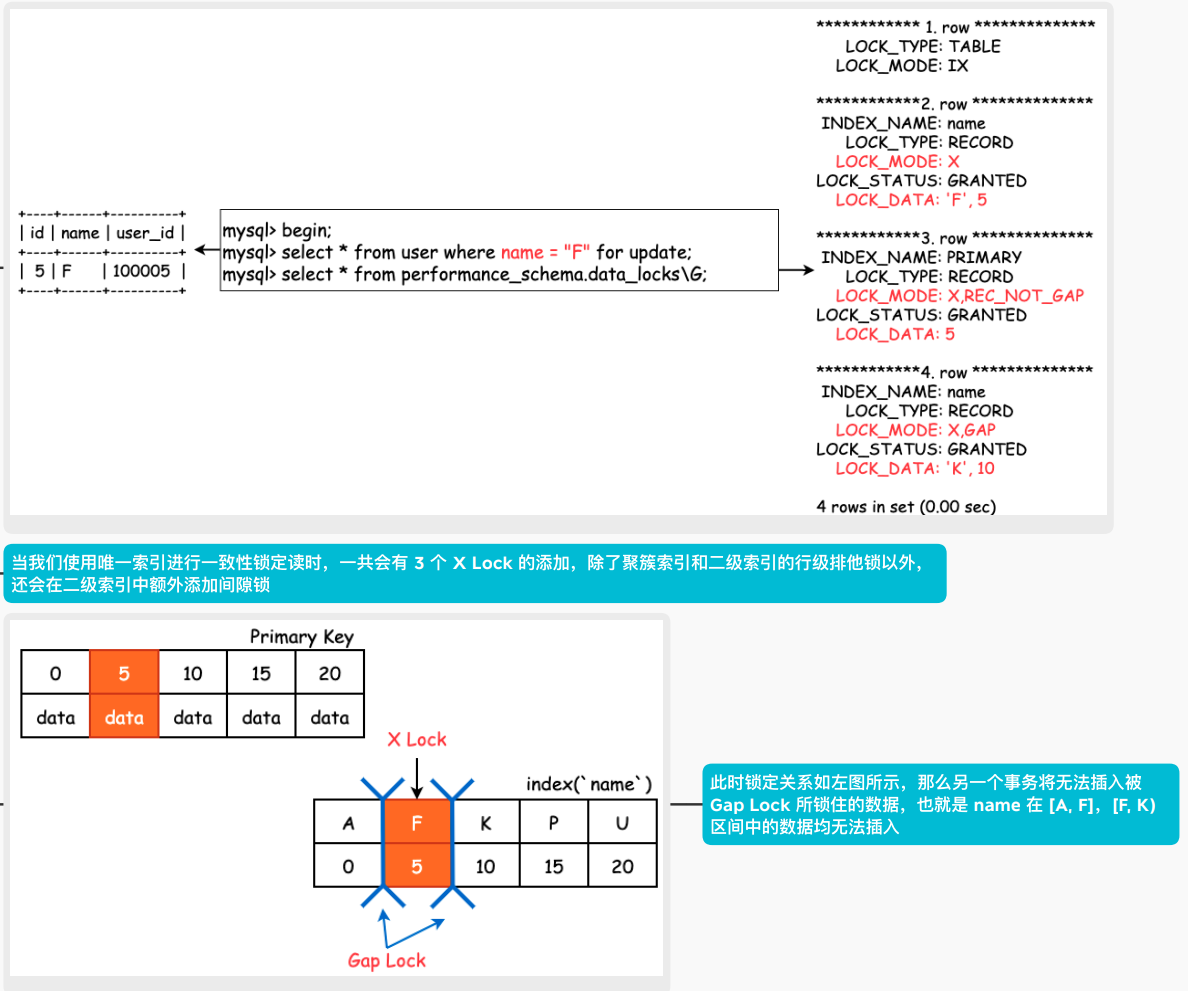 ************ 1. row **************
LOCK_TYPE: TABLE
LOCK_MODE: IX
************2. row **************
INDEX_NAME: name
LOCK_TYPE: RECORD
LOCK_MODE: X
LOCK_STATUS: GRANTED
LOCK_DATA: 'F', 5
************3. row **************
INDEX_NAME: PRIMARY
LOCK_TYPE: RECORD
LOCK_MODE: X,REC_NOT_GAP
LOCK_STATUS: GRANTED
LOCK_DATA: 5
************4. row **************
INDEX_NAME: name
LOCK_TYPE: RECORD
LOCK_MODE: X,GAP
LOCK_STATUS: GRANTED
LOCK_DATA: 'K', 10
4 rows in set (0.00 sec)
+----+------+----------+
| id | name | user_id |
+----+------+----------+
| 5 | F | 100005 |
+----+------+----------+
mysql> begin;
mysql> select * from user where name = "F" for update;
mysql> select * from performance_schema.data_locks\G;
当我们使用唯一索引进行一致性锁定读时，一共会有 3 个 X Lock 的添加，除了聚簇索引和二级索引的行级排他锁以外，
还会在二级索引中额外添加间隙锁
Primary Key
0 5 10 15 20
data data data data data
X Lock
index(`name`)
A F K P U
0 5 10 15 20
Gap Lock
此时锁定关系如左图所示，那么另一个事务将无法插入被
Gap Lock 所锁住的数据，也就是 name 在 [A, F]，[F, K)
区间中的数据均无法插入